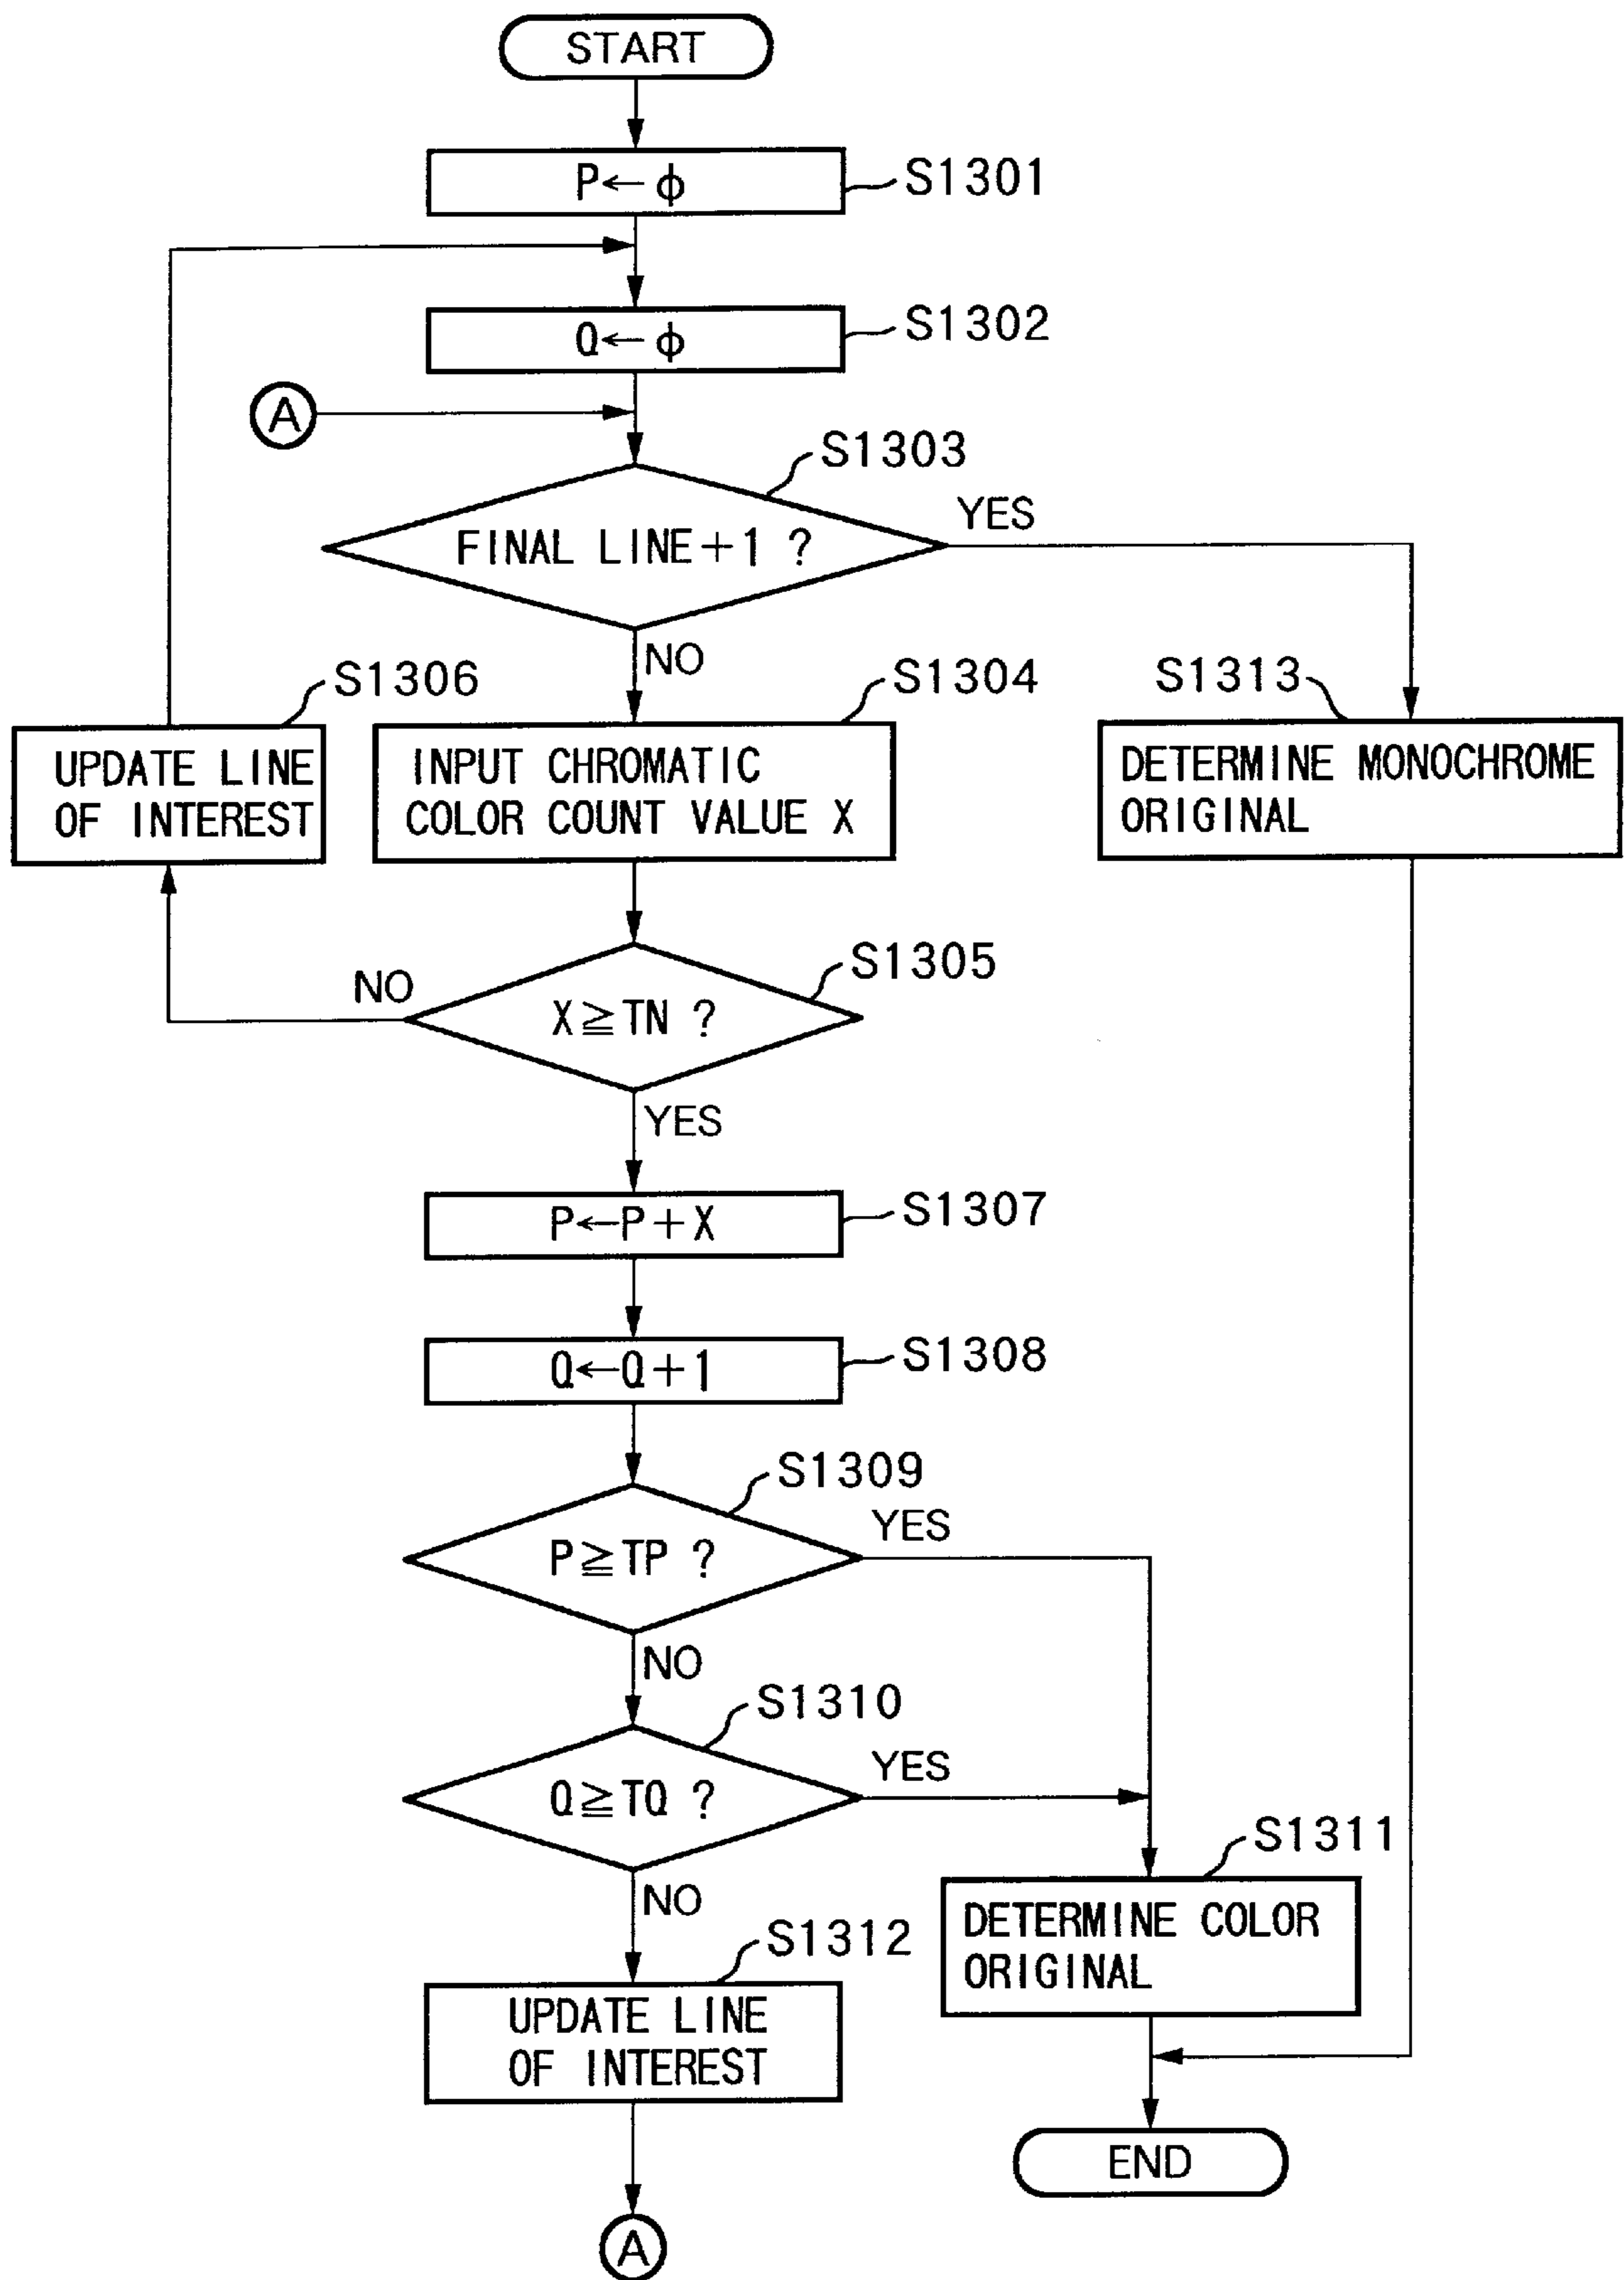 START
P←φ
S1301
Q←φ
S1302
A
S1303
FINAL LINE+1 ?
YES
NO
S1306
S1304
S1313
UPDATE LINE
OF INTEREST
INPUT CHROMATIC
COLOR COUNT VALUE X
DETERMINE MONOCHROME
ORIGINAL
S1305
NO
X≧TN ?
YES
P←P+X
S1307
Q←Q+1
S1308
S1309
YES
P≧TP ?
NO
S1310
YES
Q≧TQ ?
S1311
NO
DETERMINE COLOR
ORIGINAL
S1312
UPDATE LINE
OF INTEREST
END
A